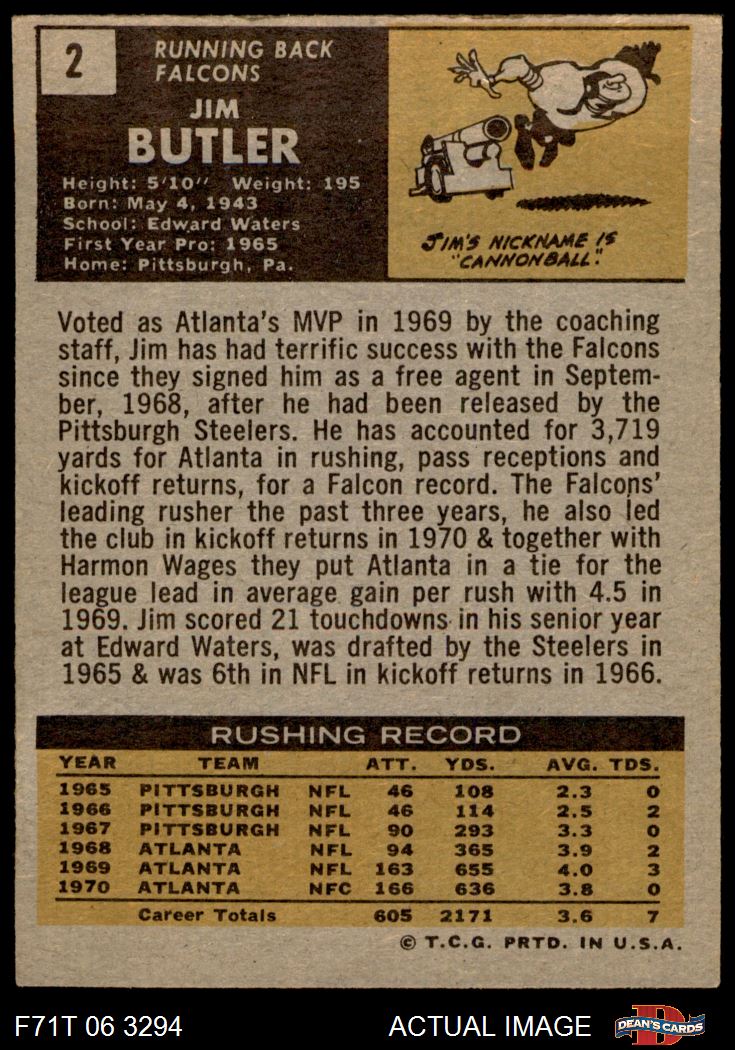 2
RUNNING BACK
FALCONS
JIM
BUTLER
Height: 5'10" Weight: 195
Born: May 4, 1943
School: Edward Waters
First Year Pro: 1965
Home: Pittsburgh, Pa.
JIM'S NICKNAME IS
"CANNONBALL".
Voted as Atlanta's MVP in 1969 by the coaching
staff, Jim has had terrific success with the Falcons
since they signed him as a free agent in Septem-
ber, 1968, after he had been released by the
Pittsburgh Steelers. He has accounted for 3,719
yards for Atlanta in rushing, pass receptions and
kickoff returns, for a Falcon record. The Falcons'
leading rusher the past three years, he also led
the club in kickoff returns in 1970 & together with
Harmon Wages they put Atlanta in a tie for the
league lead in average gain per rush with 4.5 in
1969. Jim scored 21 touchdowns in his senior year
at Edward Waters, was drafted by the Steelers in
1965 & was 6th in NFL in kickoff returns in 1966.
RUSHING RECORD
YEAR TEAM ATT. YDS. AVG. TDS.
1965 PITTSBURGH NFL 46 108 2.3 0
1966 PITTSBURGH NFL 46 114 2.5 2
1967 PITTSBURGH NFL 90 293 3.3 0
1968 ATLANTA NFL 94 365 3.9 2
1969 ATLANTA NFL 163 655 4.0 3
1970 ATLANTA NFC 166 636 3.8 0
Career Totals 605 2171 3.6 7
© T.C.G. PRTD. IN U.S.A.
F71T 06 3294 ACTUAL IMAGE D DEAN'S CARDS